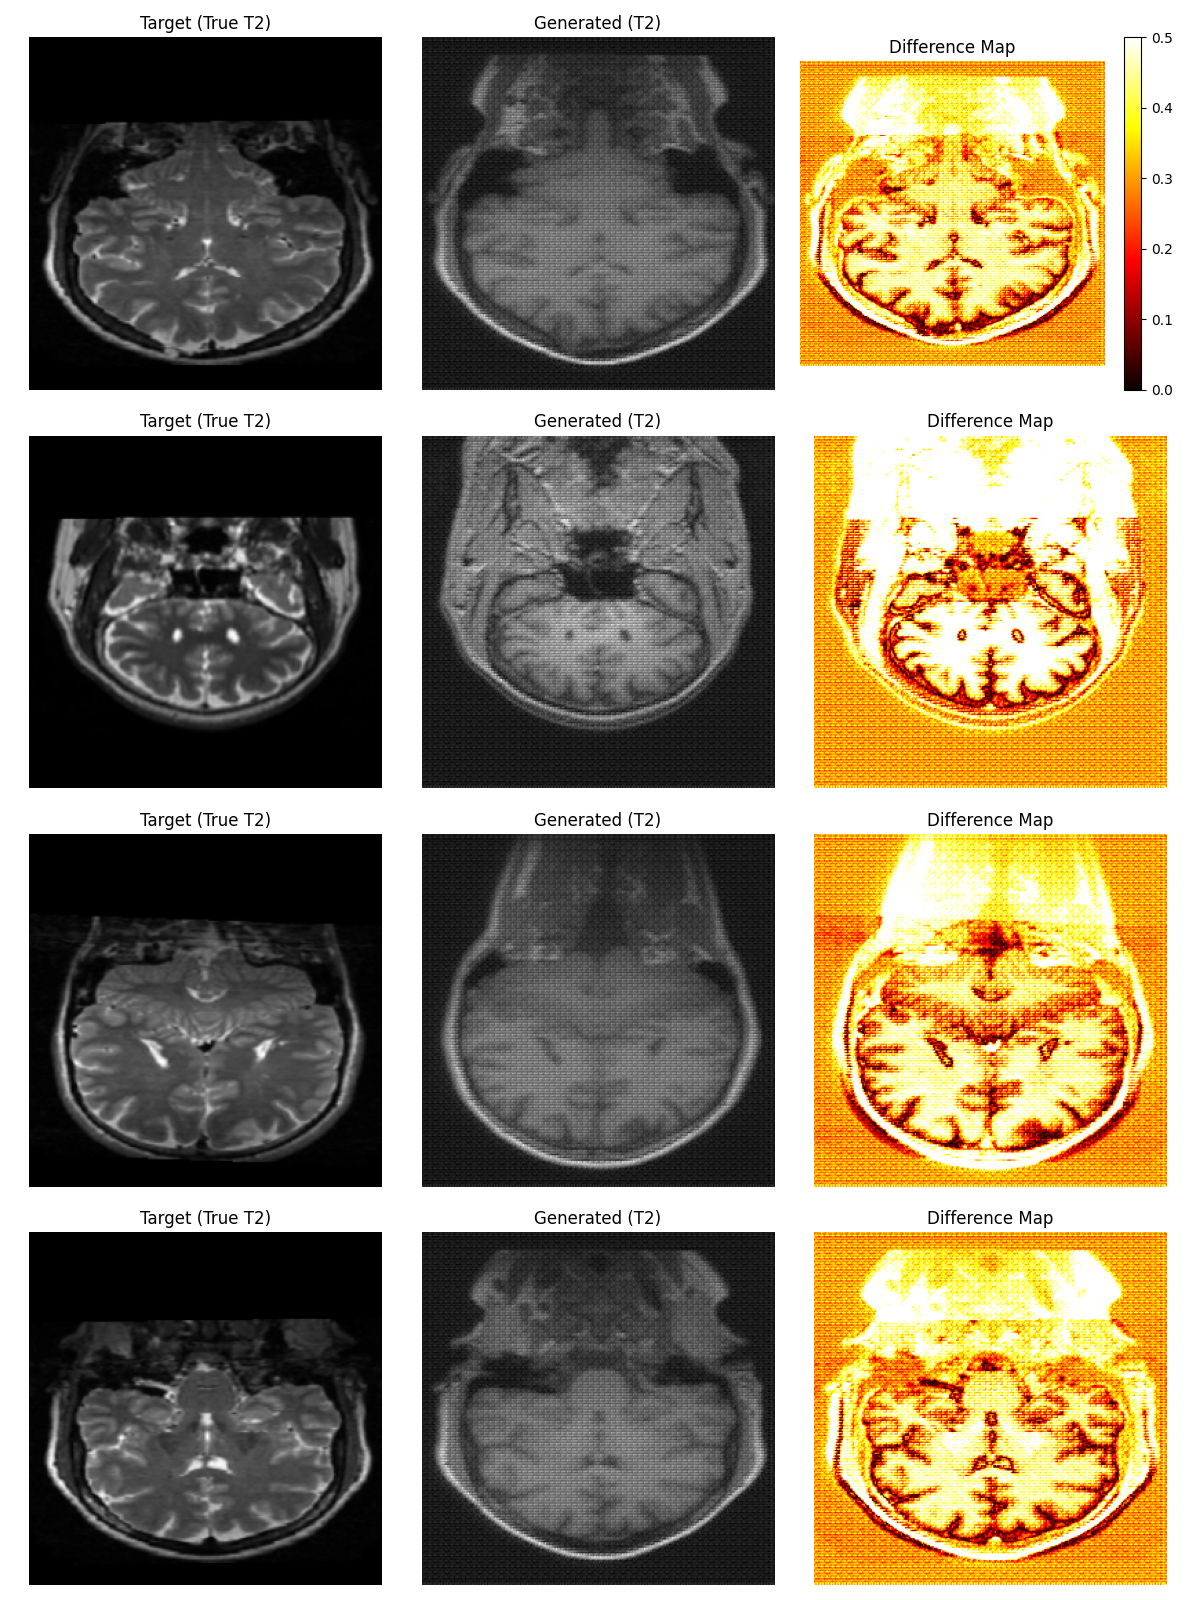 Target (True T2)
Generated (T2)
Difference Map
0.5
0.4
0.3
0.2
0.1
0.0
Target (True T2)
Generated (T2)
Difference Map
Target (True T2)
Generated (T2)
Difference Map
Target (True T2)
Generated (T2)
Difference Map